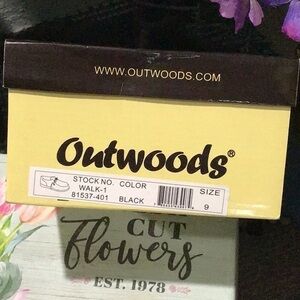 WWW.OUTWOODS.COM
Outwoods®
STOCK NO. COLOR SIZE
WALK-1
81537-401 BLACK 9
CUT
Flowers
EST. 1978